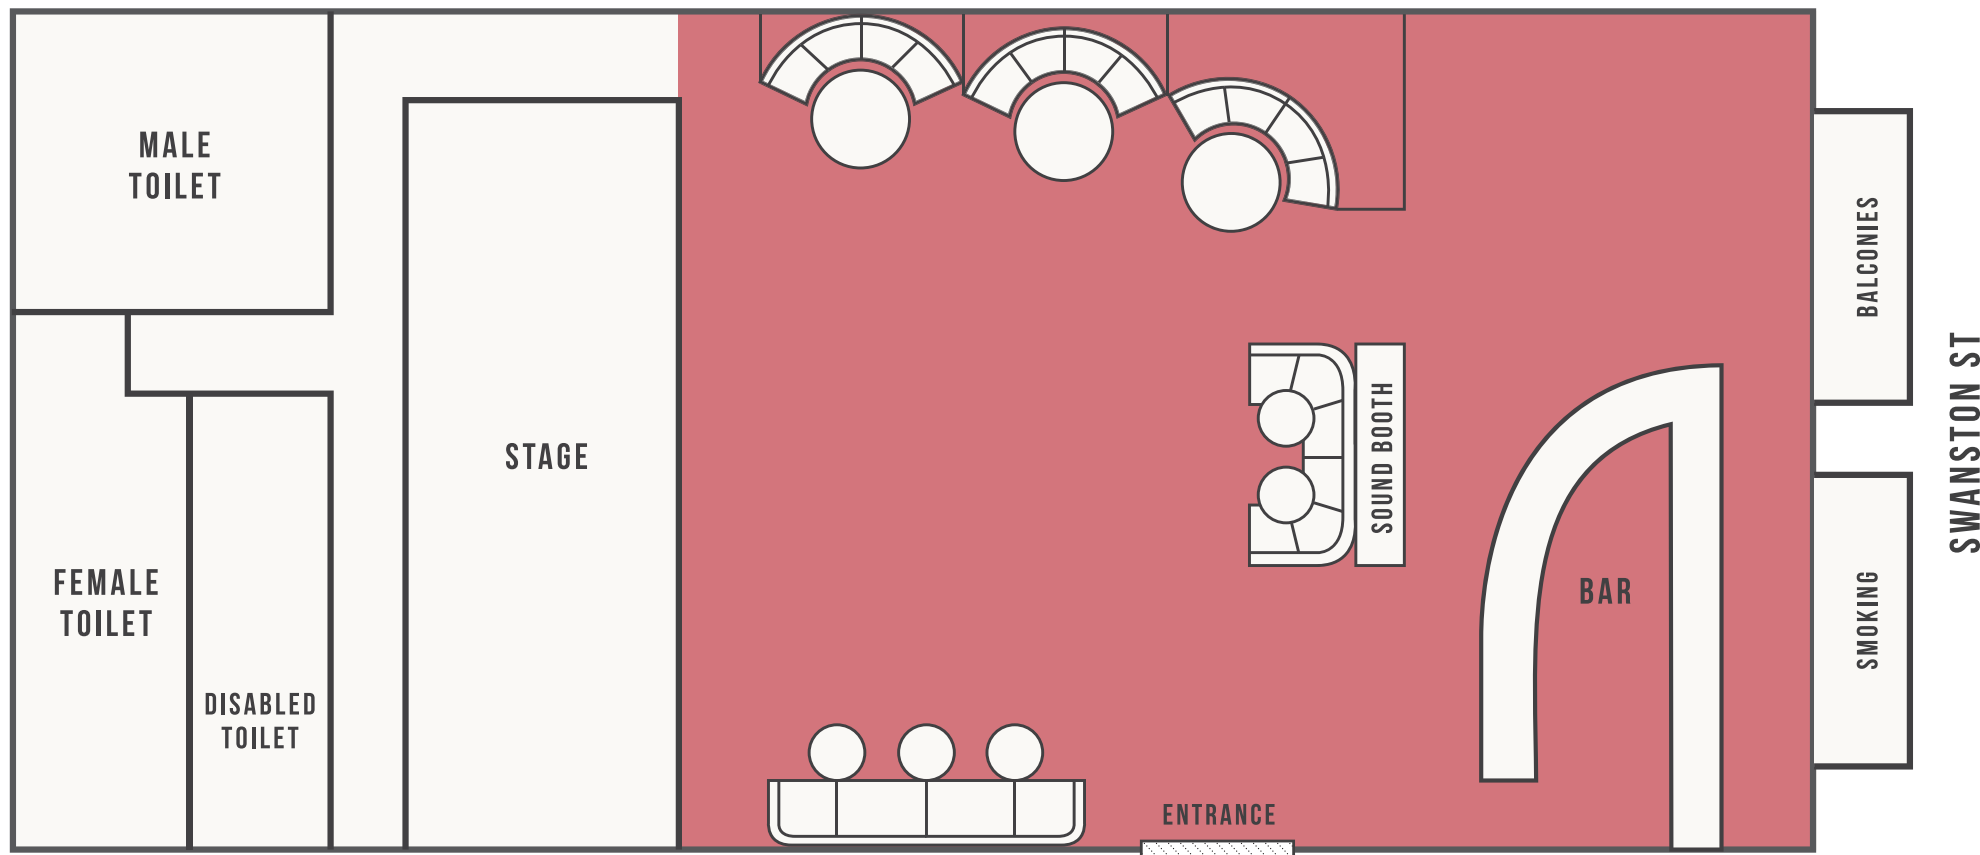 MALE
TOILET
FEMALE
TOILET
DISABLED
TOILET
STAGE
SOUND BOOTH
BAR
ENTRANCE
BALCONIES
SMOKING
SWANSTON ST